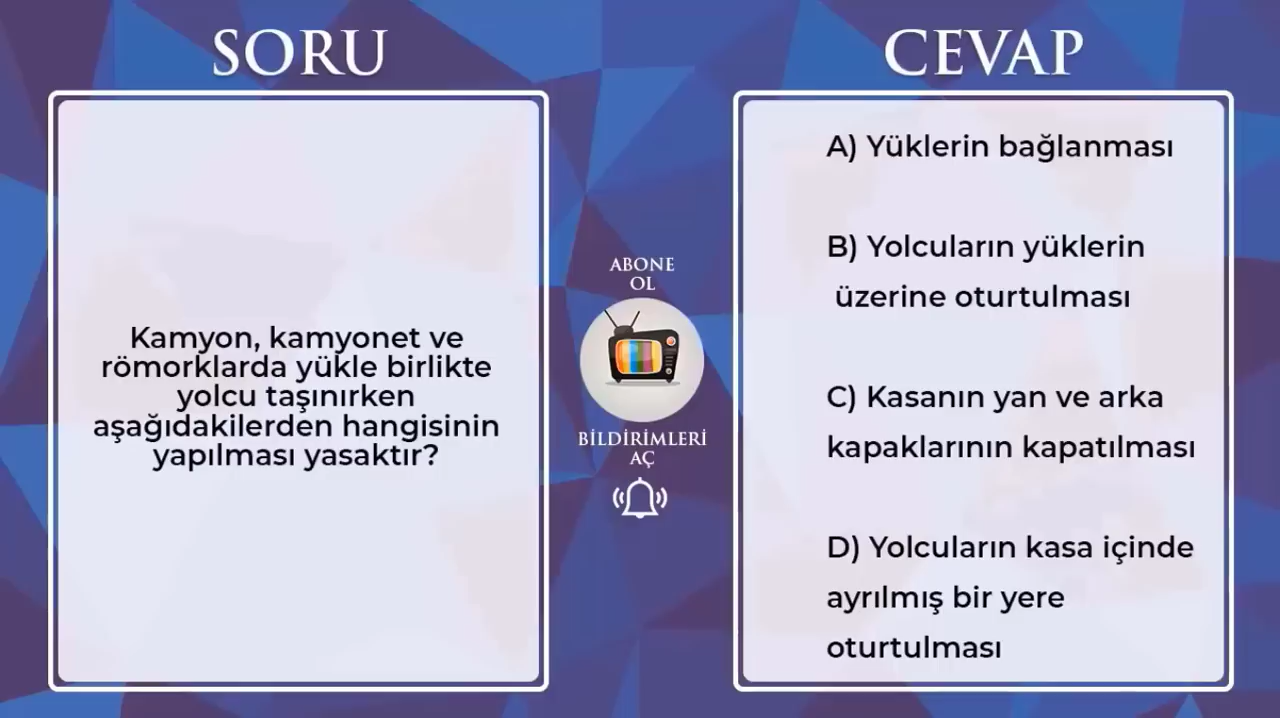 SORU
Kamyon, kamyonet ve
römorklarda yükle birlikte
yolcu taşınırken
aşağıdakilerden hangisinin
yapılması yasaktır?
ABONE
OL
BİLDİRİMLERİ
AÇ
CEVAP
A) Yüklerin bağlanması
B) Yolcuların yüklerin
üzerine oturtulması
C) Kasanın yan ve arka
kapaklarının kapatılması
D) Yolcuların kasa içinde
ayrılmış bir yere
oturtulması